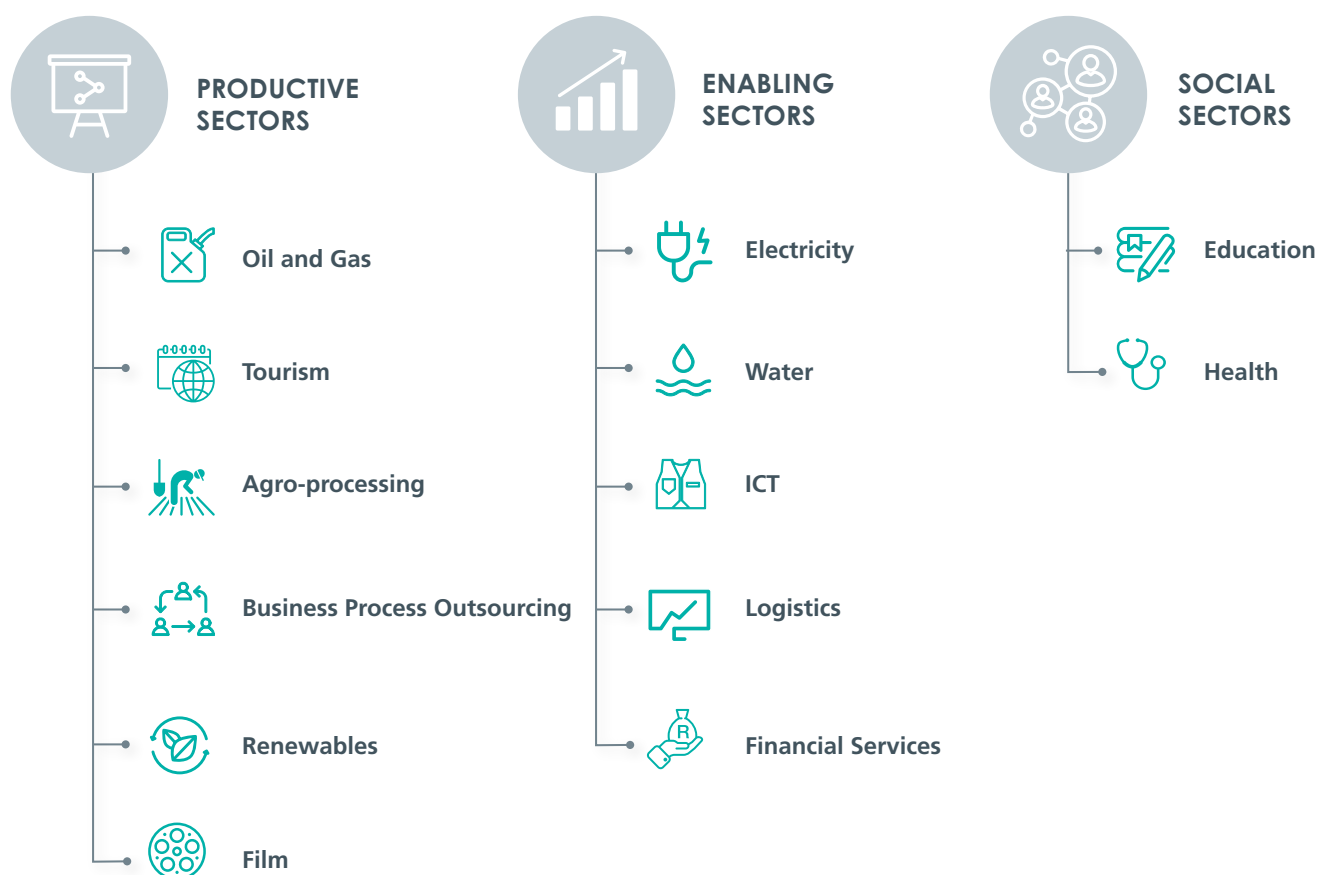 PRODUCTIVE
SECTORS
Oil and Gas
Tourism
Agro-processing
Business Process Outsourcing
Renewables
Film
ENABLING
SECTORS
Electricity
Water
ICT
Logistics
R
Financial Services
SOCIAL
SECTORS
Education
Health